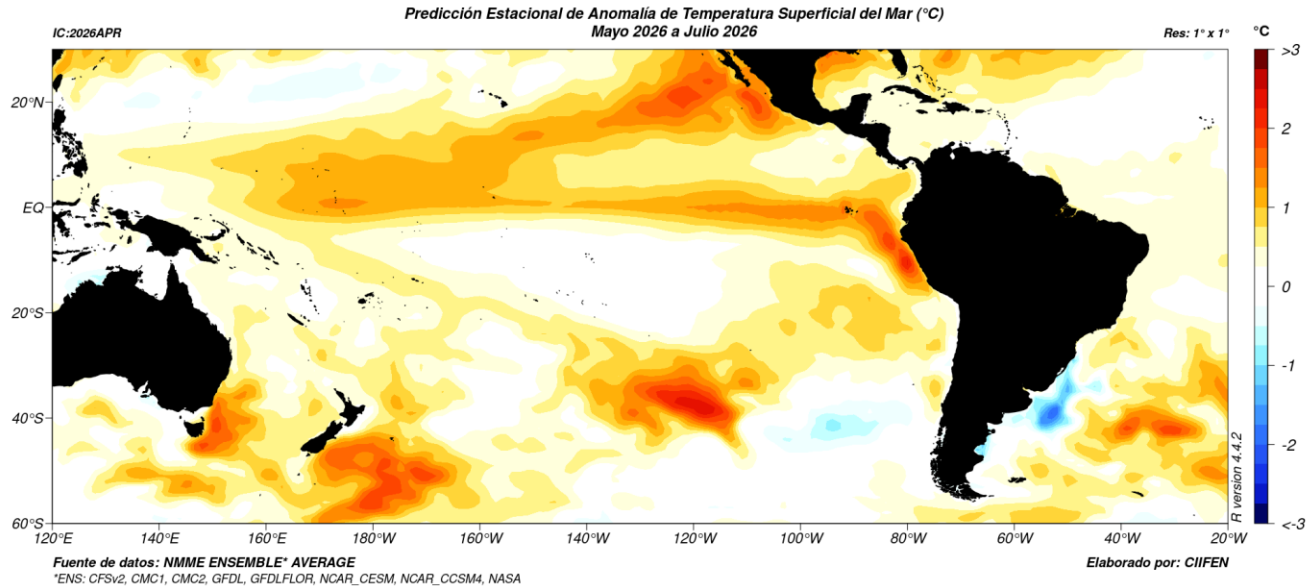 Predicción Estacional de Anomalía de Temperatura Superficial del Mar (°C)
IC:2026APR
Mayo 2026 a Julio 2026
Res: 1° x 1°
°C
>3
2
1
0
-1
-2
<-3
20°N
EQ
20°S
40°S
60°S
120°E
140°E
160°E
180°E
160°W
140°W
120°W
100°W
80°W
60°W
40°W
20°W
R version 4.4.2
Fuente de datos: NMME ENSEMBLE* AVERAGE
Elaborado por: CIIFEN
*ENS: CFSv2, CMC1, CMC2, GFDL, GFDLFLOR, NCAR_CESM, NCAR_CCSM4, NASA